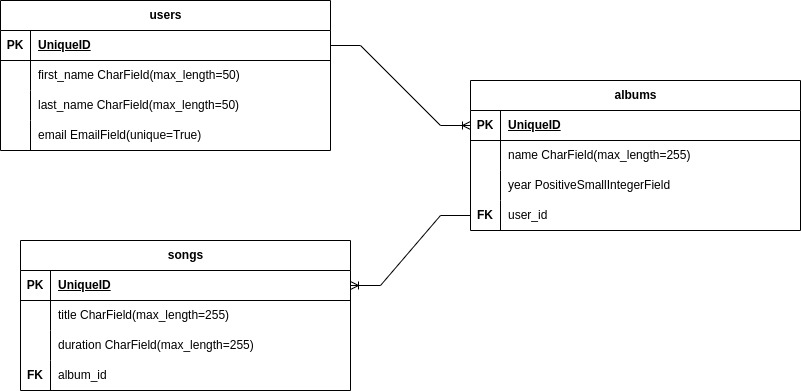 users
PK UniqueID
first_name CharField(max_length=50)
last_name CharField(max_length=50)
email EmailField(unique=True)
albums
PK UniqueID
name CharField(max_length=255)
year PositiveSmallIntegerField
FK user_id
songs
PK UniqueID
title CharField(max_length=255)
duration CharField(max_length=255)
FK album_id